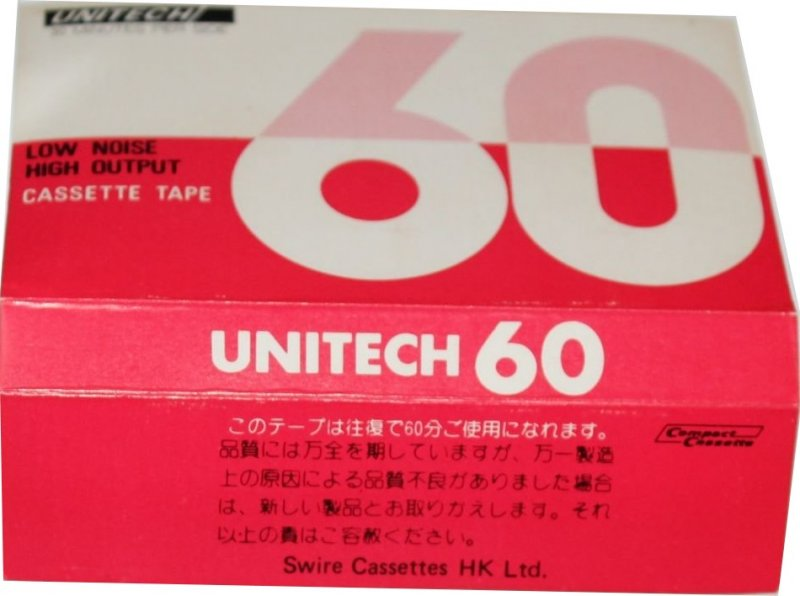 UNITECH
30 MINUTES PER SIDE
60
LOW NOISE
HIGH OUTPUT
CASSETTE TAPE
UNITECH 60
このテープは往復で60分ご使用になれます。
品質には万全を期していますが、万一製造
上の原因による品質不良がありました場合
は、新しい製品とお取りかえします。それ
以上の責はご容赦ください。
Compact
Cassette
Swire Cassettes HK Ltd.